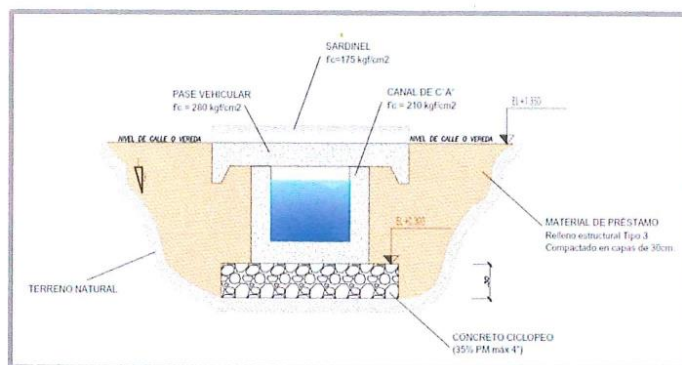 SARDINEL
f'c=175 kgf/cm2
PASE VEHICULAR
f'c = 280 kgf/cm2
CANAL DE C°A°
f'c = 210 kgf/cm2
EL +1.350
NIVEL DE CALLE O VEREDA
NIVEL DE CALLE O VEREDA
EL +0.300
MATERIAL DE PRÉSTAMO
Relleno estructural Tipo 3
Compactado en capas de 30cm.
TERRENO NATURAL
CONCRETO CICLOPEO
(35% PM máx 4")